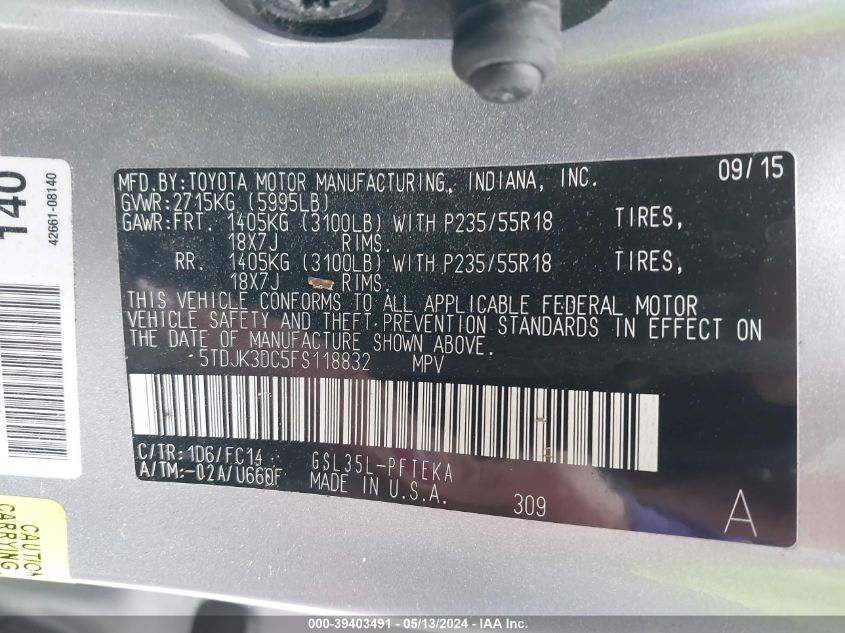 MFD.BY:TOYOTA MOTOR MANUFACTURING, INDIANA, INC. 09/15
GVWR:2715KG (5995LB)
GAWR:FRT. 1405KG (3100LB) WITH P235/55R18 TIRES,
18X7J RIMS.
RR. 1405KG (3100LB) WITH P235/55R18 TIRES,
18X7J RIMS.
THIS VEHICLE CONFORMS TO ALL APPLICABLE FEDERAL MOTOR
VEHICLE SAFETY AND THEFT PREVENTION STANDARDS IN EFFECT ON
THE DATE OF MANUFACTURE SHOWN ABOVE.
5TDJK3DC5FS118832 MPV
C/TR:1D6/FC14 GSL35L-PFTEKA
A/TM:-02A/U660F MADE IN U.S.A. 309
A
140
42661-08140
CAUTION
CARRYING
000-39403491 - 05/13/2024 - IAA Inc.